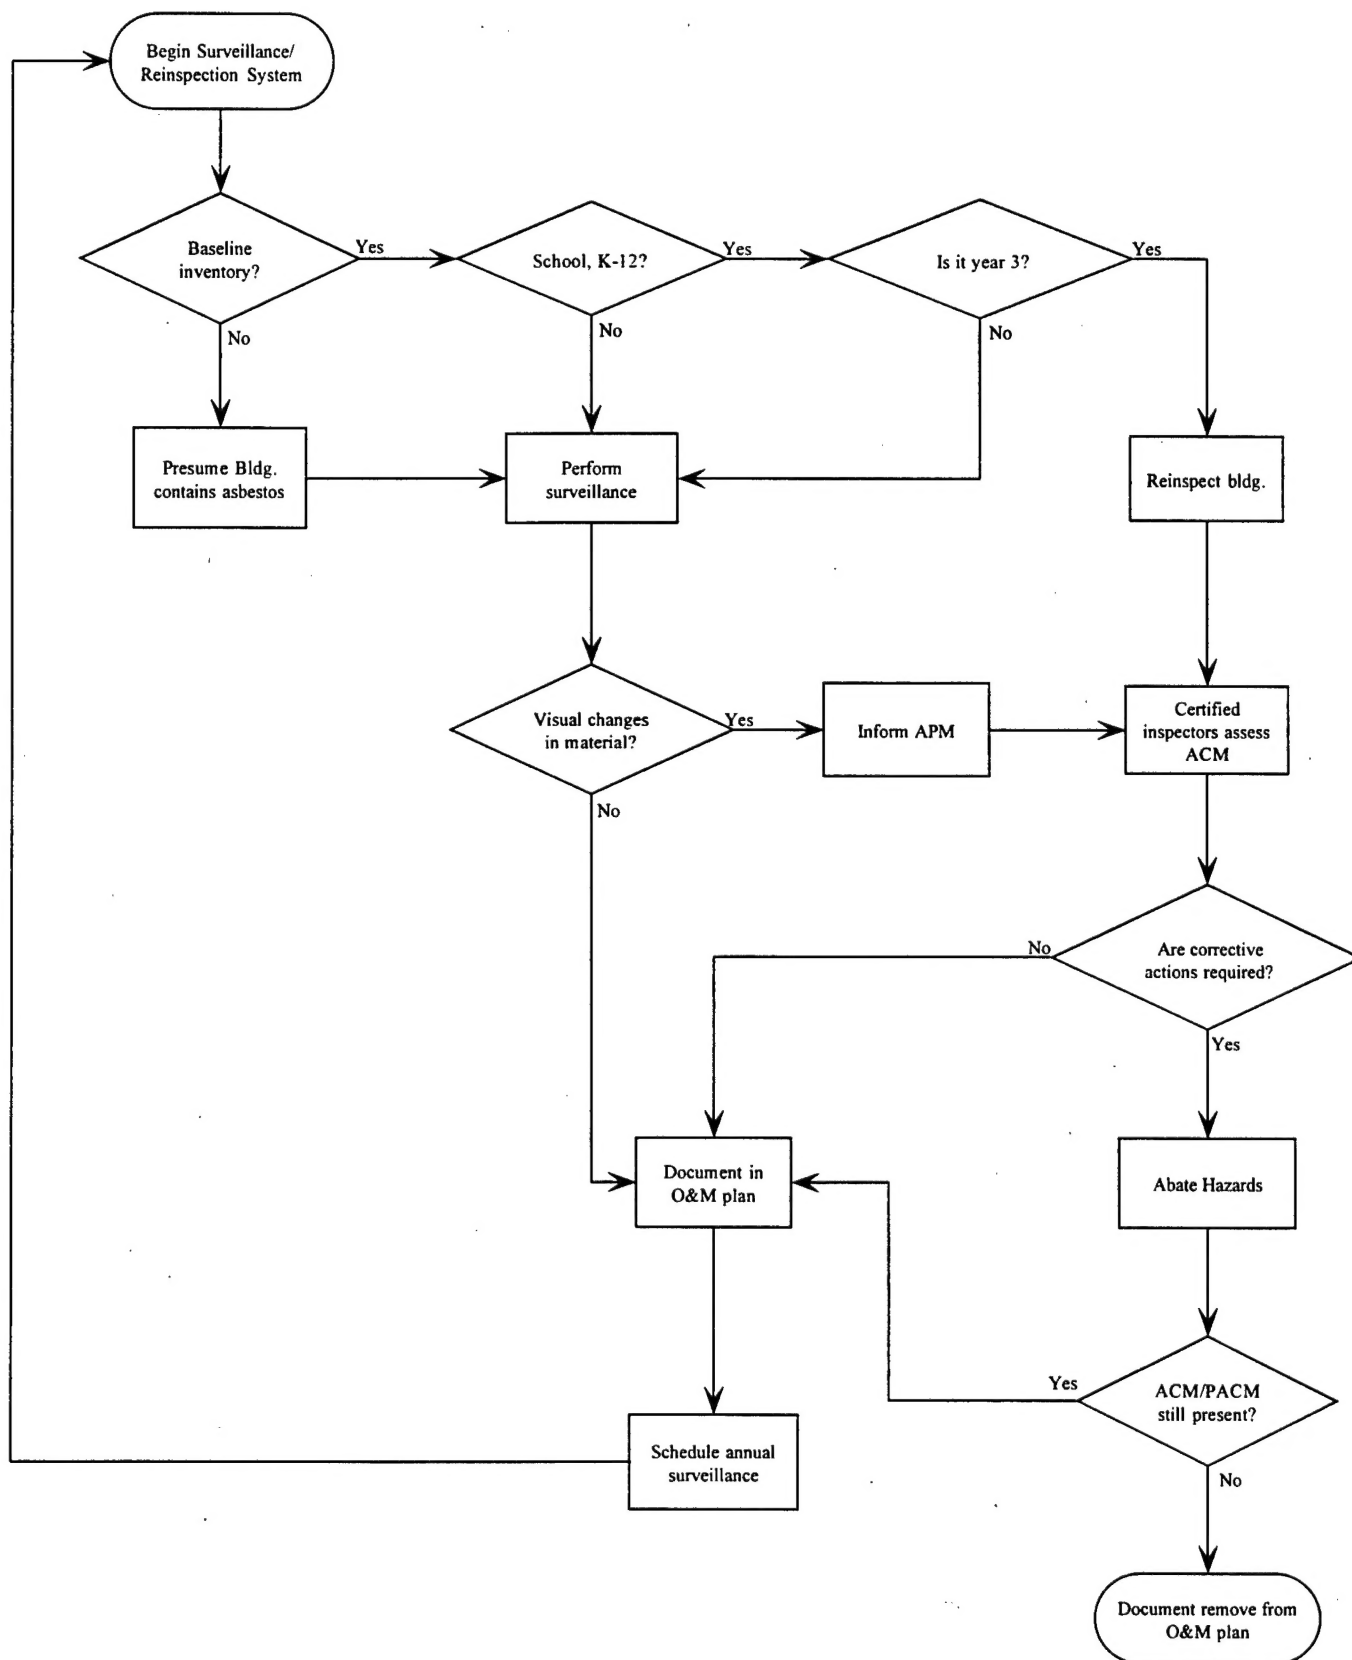 Begin Surveillance/
Reinspection System
Baseline
inventory?
Yes
School, K-12?
Yes
Is it year 3?
Yes
No
No
No
Presume Bldg.
contains asbestos
Perform
surveillance
Reinspect bldg.
Visual changes
in material?
Yes
Inform APM
Certified
inspectors assess
ACM
No
No
Are corrective
actions required?
Yes
Document in
O&M plan
Abate Hazards
Yes
ACM/PACM
still present?
Schedule annual
surveillance
No
Document remove from
O&M plan